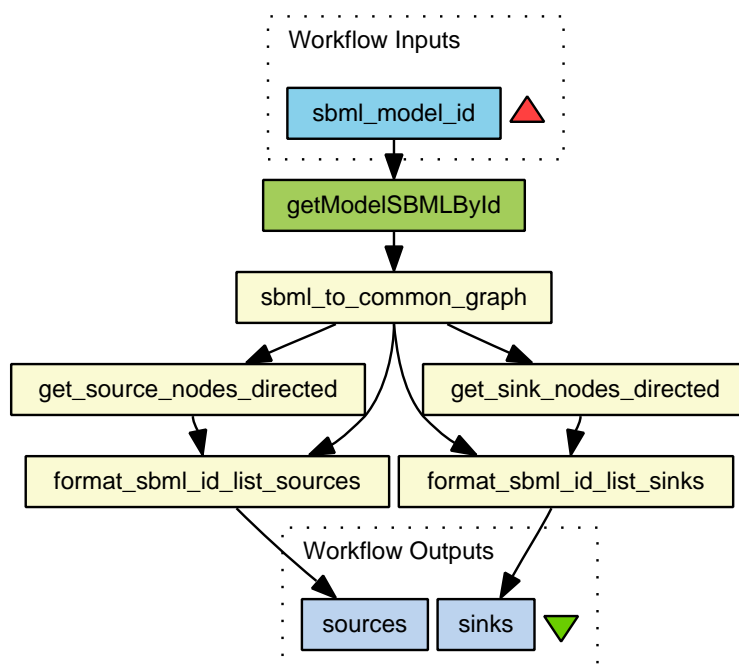 Workflow Inputs
sbml_model_id
getModelSBMLById
sbml_to_common_graph
get_source_nodes_directed
get_sink_nodes_directed
format_sbml_id_list_sources
format_sbml_id_list_sinks
Workflow Outputs
sources
sinks